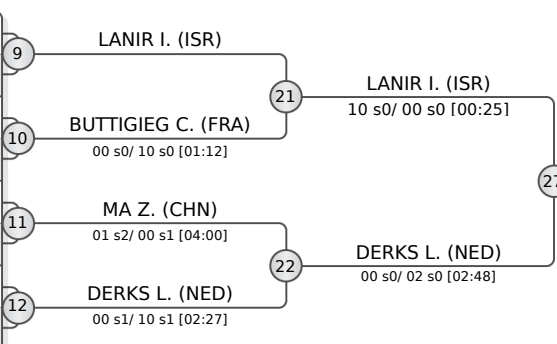 9
LANIR I. (ISR)
21
LANIR I. (ISR)
10 s0/ 00 s0 [00:25]
10
BUTTIGIEG C. (FRA)
00 s0/ 10 s0 [01:12]
27
11
MA Z. (CHN)
01 s2/ 00 s1 [04:00]
22
DERKS L. (NED)
00 s0/ 02 s0 [02:48]
12
DERKS L. (NED)
00 s1/ 10 s1 [02:27]